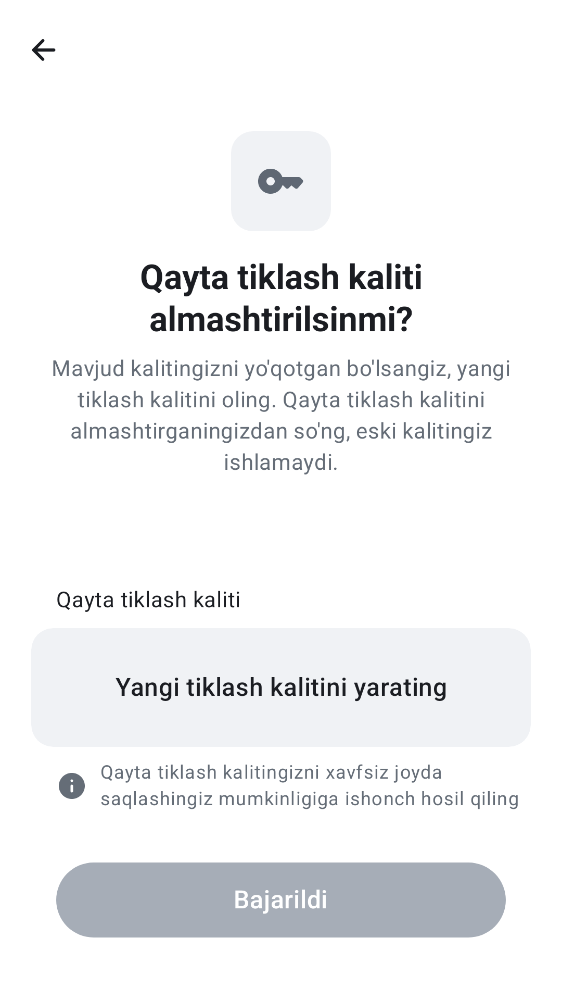 Qayta tiklash kaliti
almashtirilsinmi?
Mavjud kalitingizni yo'qotgan bo'lsangiz, yangi
tiklash kalitini oling. Qayta tiklash kalitini
almashtirganingizdan so'ng, eski kalitingiz
ishlamaydi.
Qayta tiklash kaliti
Yangi tiklash kalitini yarating
Qayta tiklash kalitingizni xavfsiz joyda
saqlashingiz mumkinligiga ishonch hosil qiling
Bajarildi